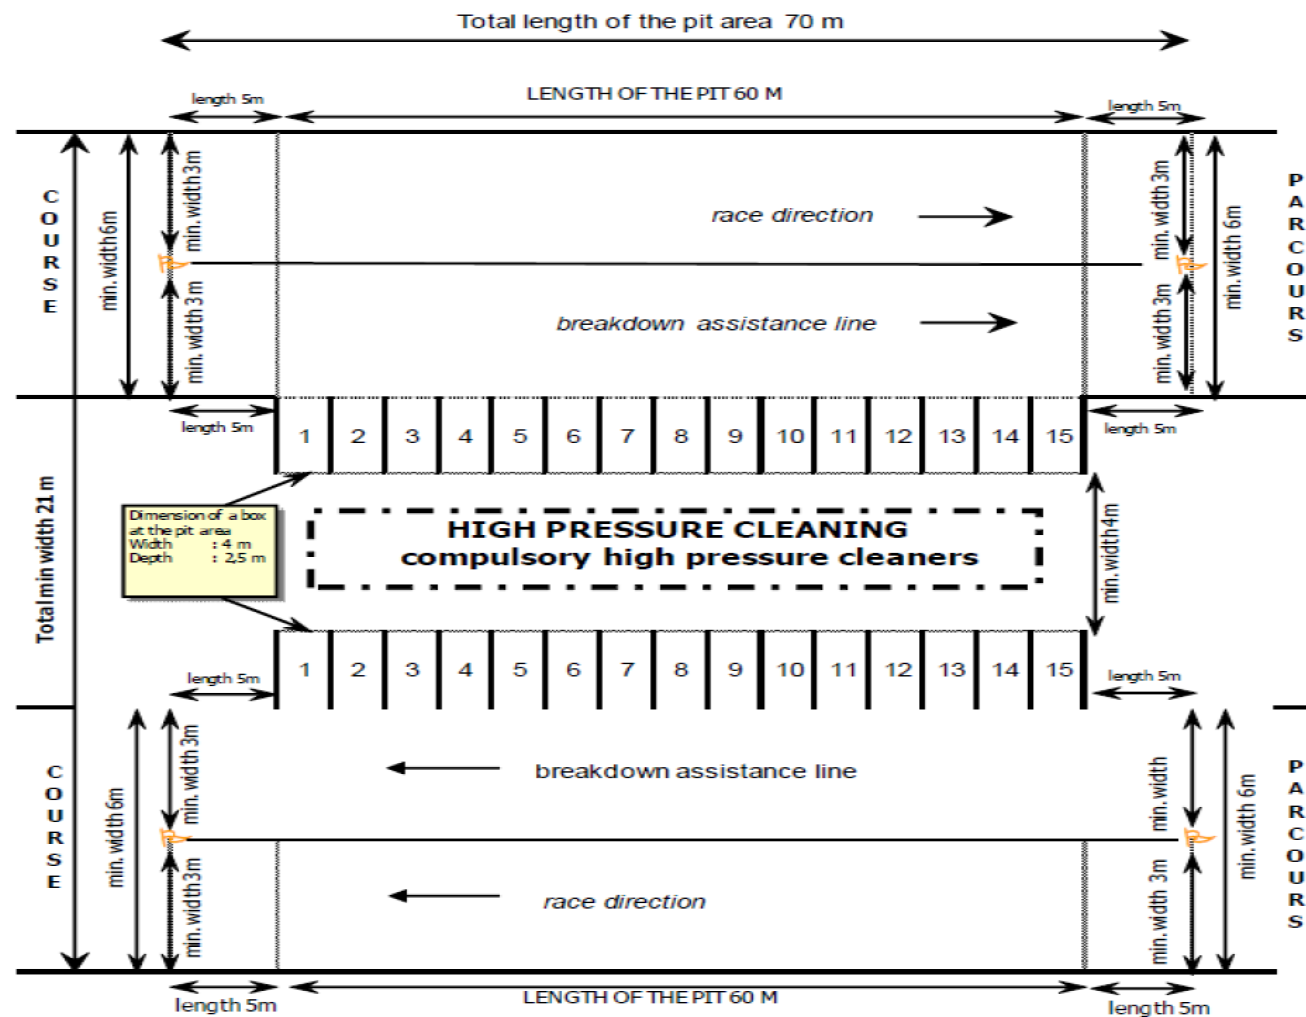 Total length of the pit area 70 m
length 5m
LENGTH OF THE PIT 60 M
length 5m
COURSE
min. width 6m
min. width 3m
min. width 3m
race direction
breakdown assistance line
min. width 3m
min. width 3m
min. width 6m
PARCOURS
length 5m
length 5m
1 2 3 4 5 6 7 8 9 10 11 12 13 14 15
Total min width 21 m
Dimension of a box
at the pit area
Width : 4 m
Depth : 2,5 m
HIGH PRESSURE CLEANING
compulsory high pressure cleaners
min. width 4m
1 2 3 4 5 6 7 8 9 10 11 12 13 14 15
length 5m
length 5m
COURSE
min. width 6m
min. width 3m
min. width 3m
breakdown assistance line
race direction
min. width
min. width 3m
min. width 6m
PARCOURS
length 5m
LENGTH OF THE PIT 60 M
length 5m